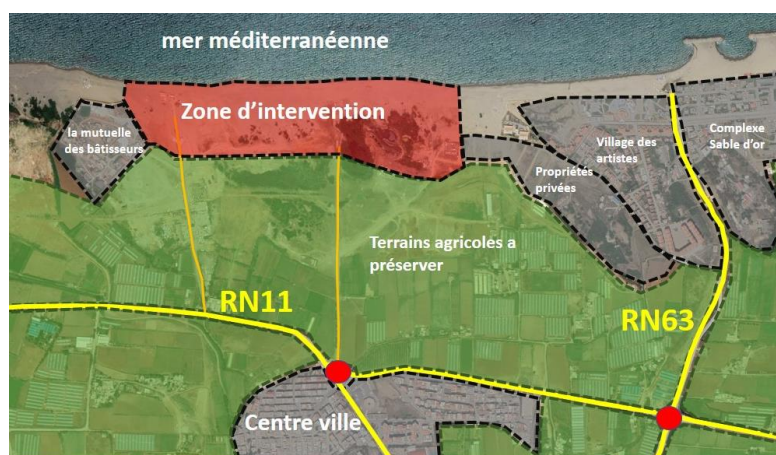 mer méditerranéenne
Zone d'intervention
la mutuelle
des bâtisseurs
Village des
artistes
Complexe
Sable d'or
Propriétés
privées
Terrains agricoles a
préserver
RN11
RN63
Centre ville